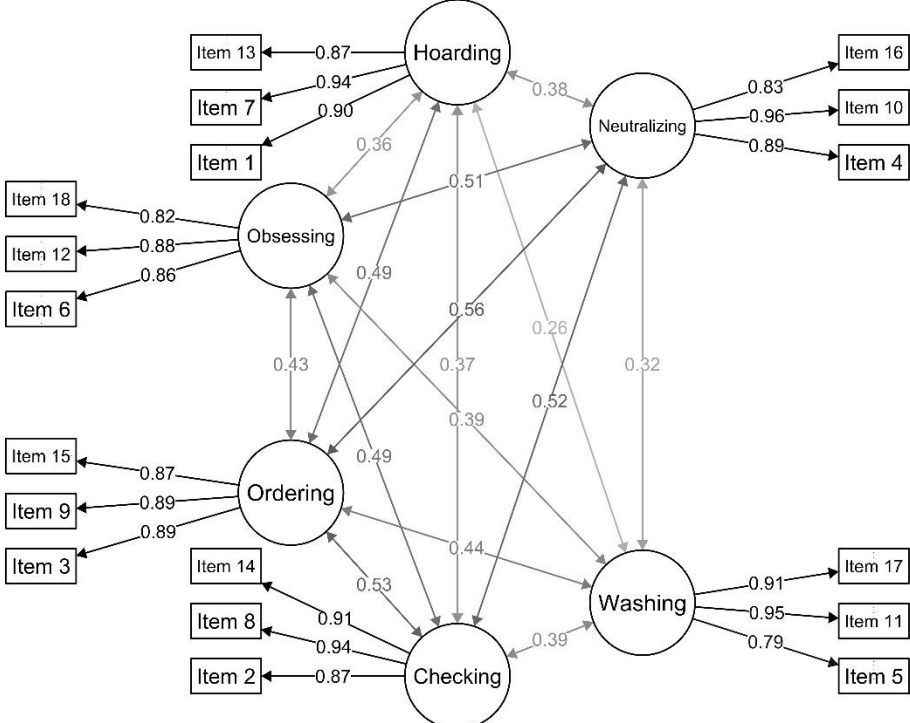 Hoarding
Item 13
0.87
Item 7
0.94
Item 1
0.90
Neutralizing
Item 16
0.83
Item 10
0.96
Item 4
0.89
0.38
0.36
0.51
Obsessing
Item 18
0.82
Item 12
0.88
Item 6
0.86
0.49
0.56
0.26
0.43
0.37
0.32
0.39
0.52
0.49
Ordering
Item 15
0.87
Item 9
0.89
Item 3
0.89
0.44
0.53
0.39
Item 14
0.91
Item 8
0.94
Item 2
0.87
Checking
Washing
Item 17
0.91
Item 11
0.95
Item 5
0.79